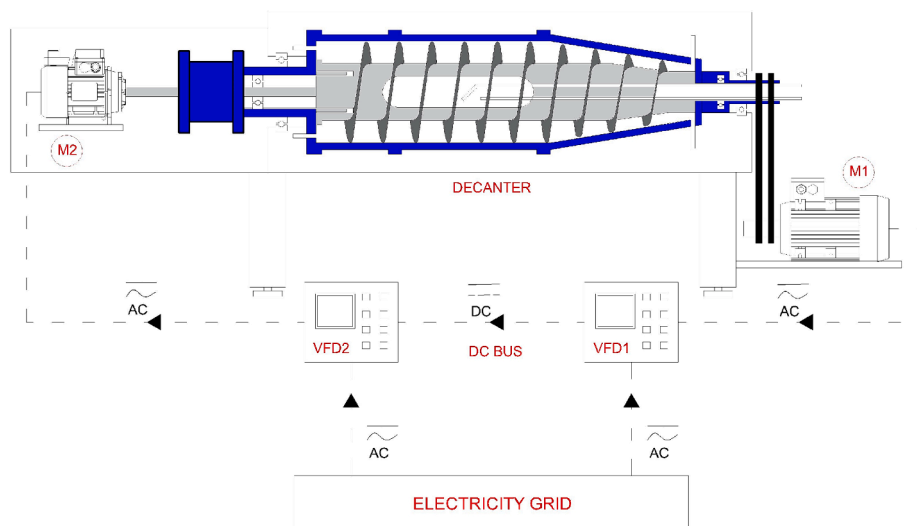 M2
M1
DECANTER
AC
DC
AC
VFD2
DC BUS
VFD1
AC
AC
ELECTRICITY GRID